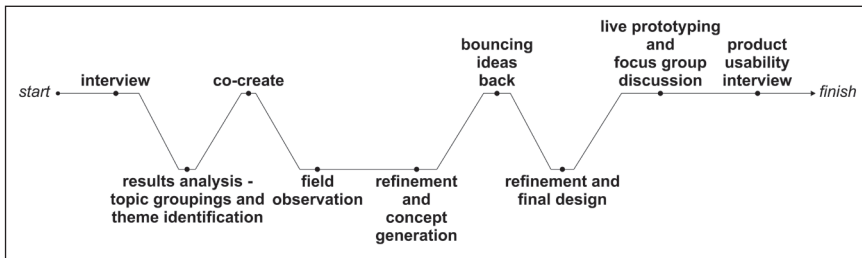 start
interview
results analysis -
topic groupings and
theme identification
co-create
field
observation
refinement
and
concept
generation
bouncing
ideas
back
refinement and
final design
live prototyping
and
focus group
discussion
product
usability
interview
finish